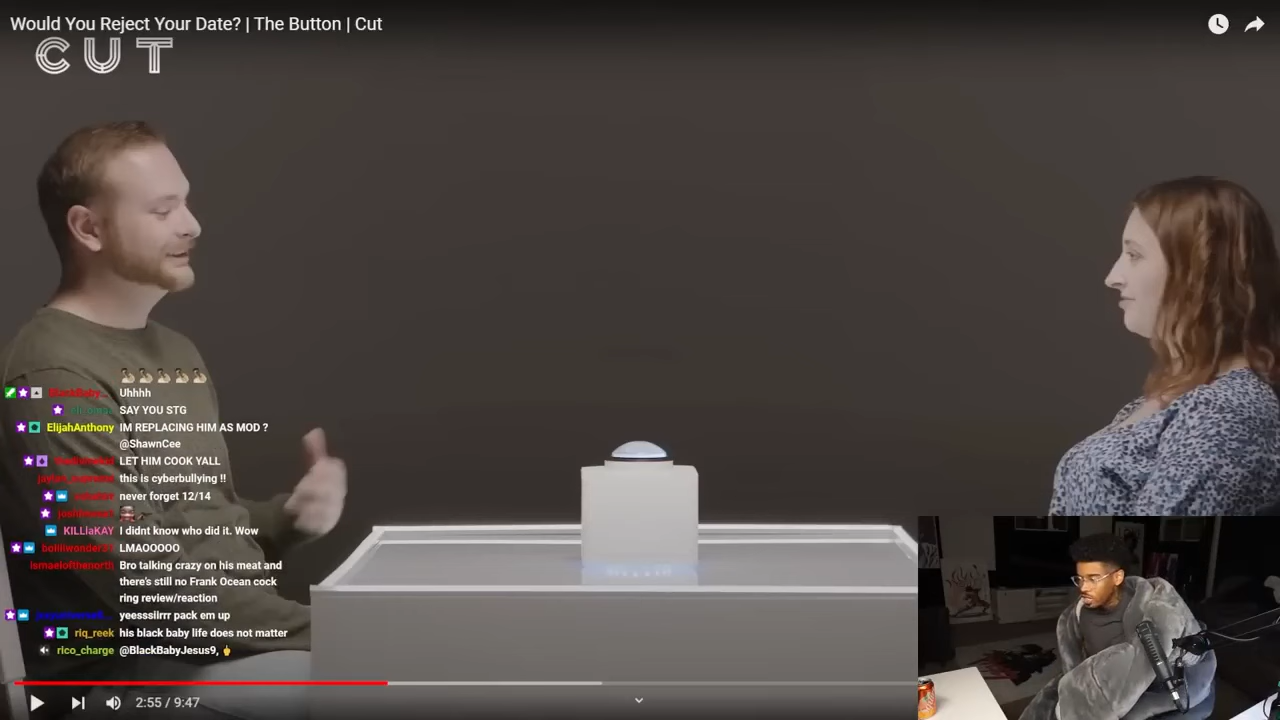 Would You Reject Your Date? | The Button | Cut
CUT
Uhhhh
SAY YOU STG
ElijahAnthony IM REPLACING HIM AS MOD ?
@ShawnCee
LET HIM COOK YALL
this is cyberbullying !!
never forget 12/14
KILLiaKAY I didnt know who did it. Wow
LMAOOOOO
Bro talking crazy on his meat and
there's still no Frank Ocean cock
ring review/reaction
yeesssiirrr pack em up
riq_reek his black baby life does not matter
rico_charge @BlackBabyJesus9, 🖕
2:55 / 9:47